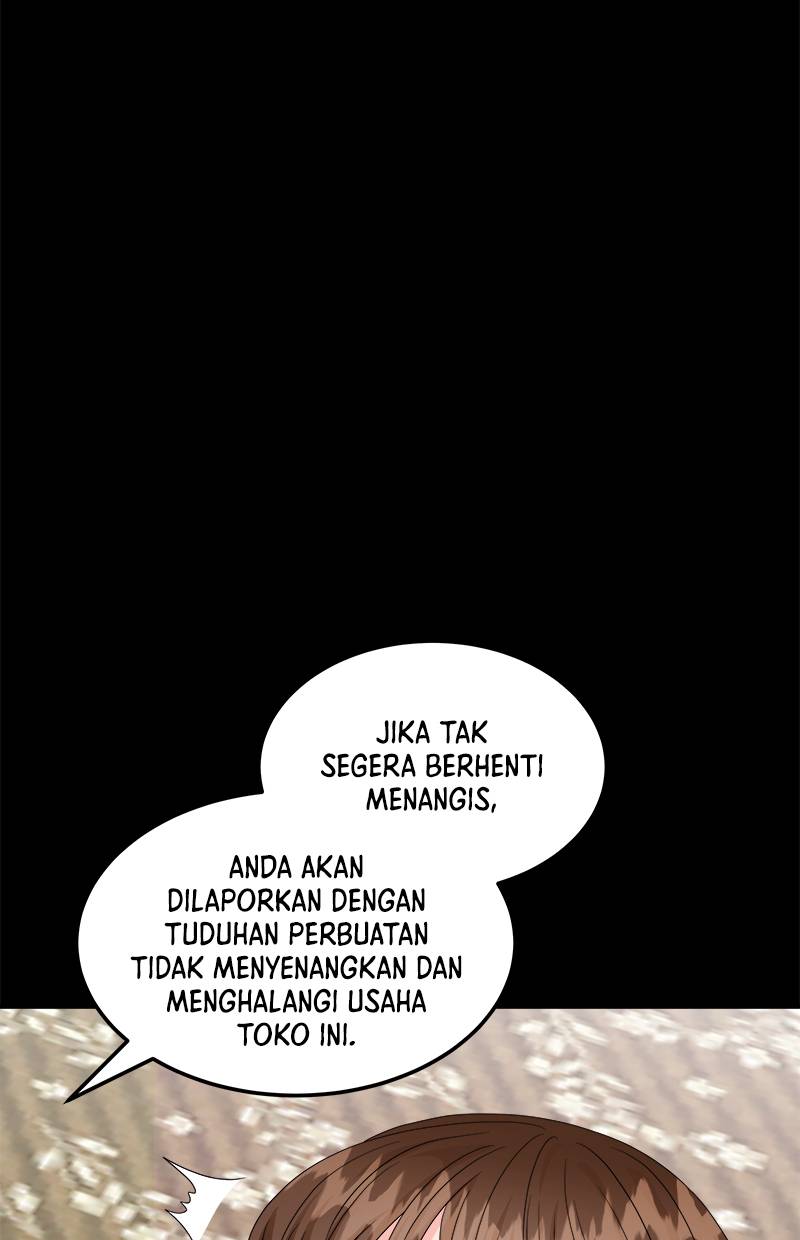 JIKA TAK
SEGERA BERHENTI
MENANGIS,
ANDA AKAN
DILAPORKAN DENGAN
TUDUHAN PERBUATAN
TIDAK MENYENANGKAN DAN
MENGHALANGI USAHA
TOKO INI.